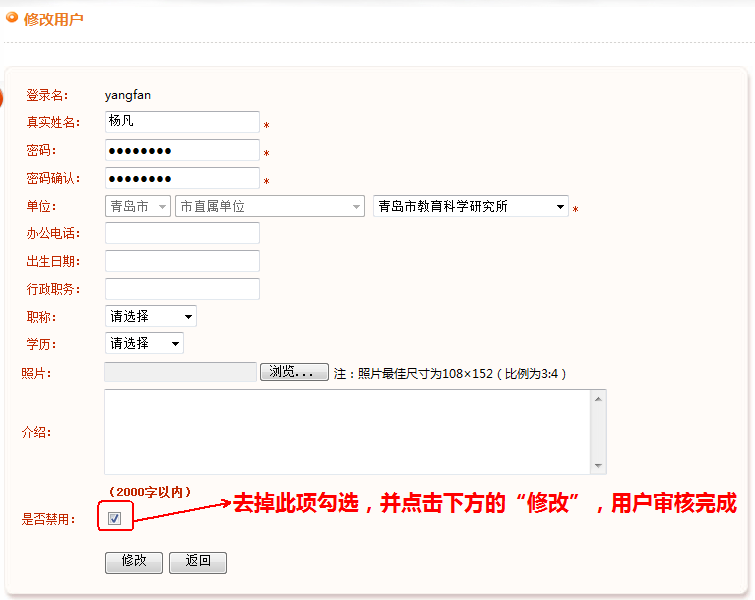 修改用户
登录名： yangfan
真实姓名： 杨凡 *
密码： ●●●●●●●● *
密码确认： ●●●●●●●● *
单位： 青岛市 市直属单位 青岛市教育科学研究所 *
办公电话：
出生日期：
行政职务：
职称： 请选择
学历： 请选择
照片： 浏览... 注：照片最佳尺寸为108×152（比例为3:4）
介绍：
（2000字以内）
去掉此项勾选，并点击下方的“修改”，用户审核完成
是否禁用：
修改 返回